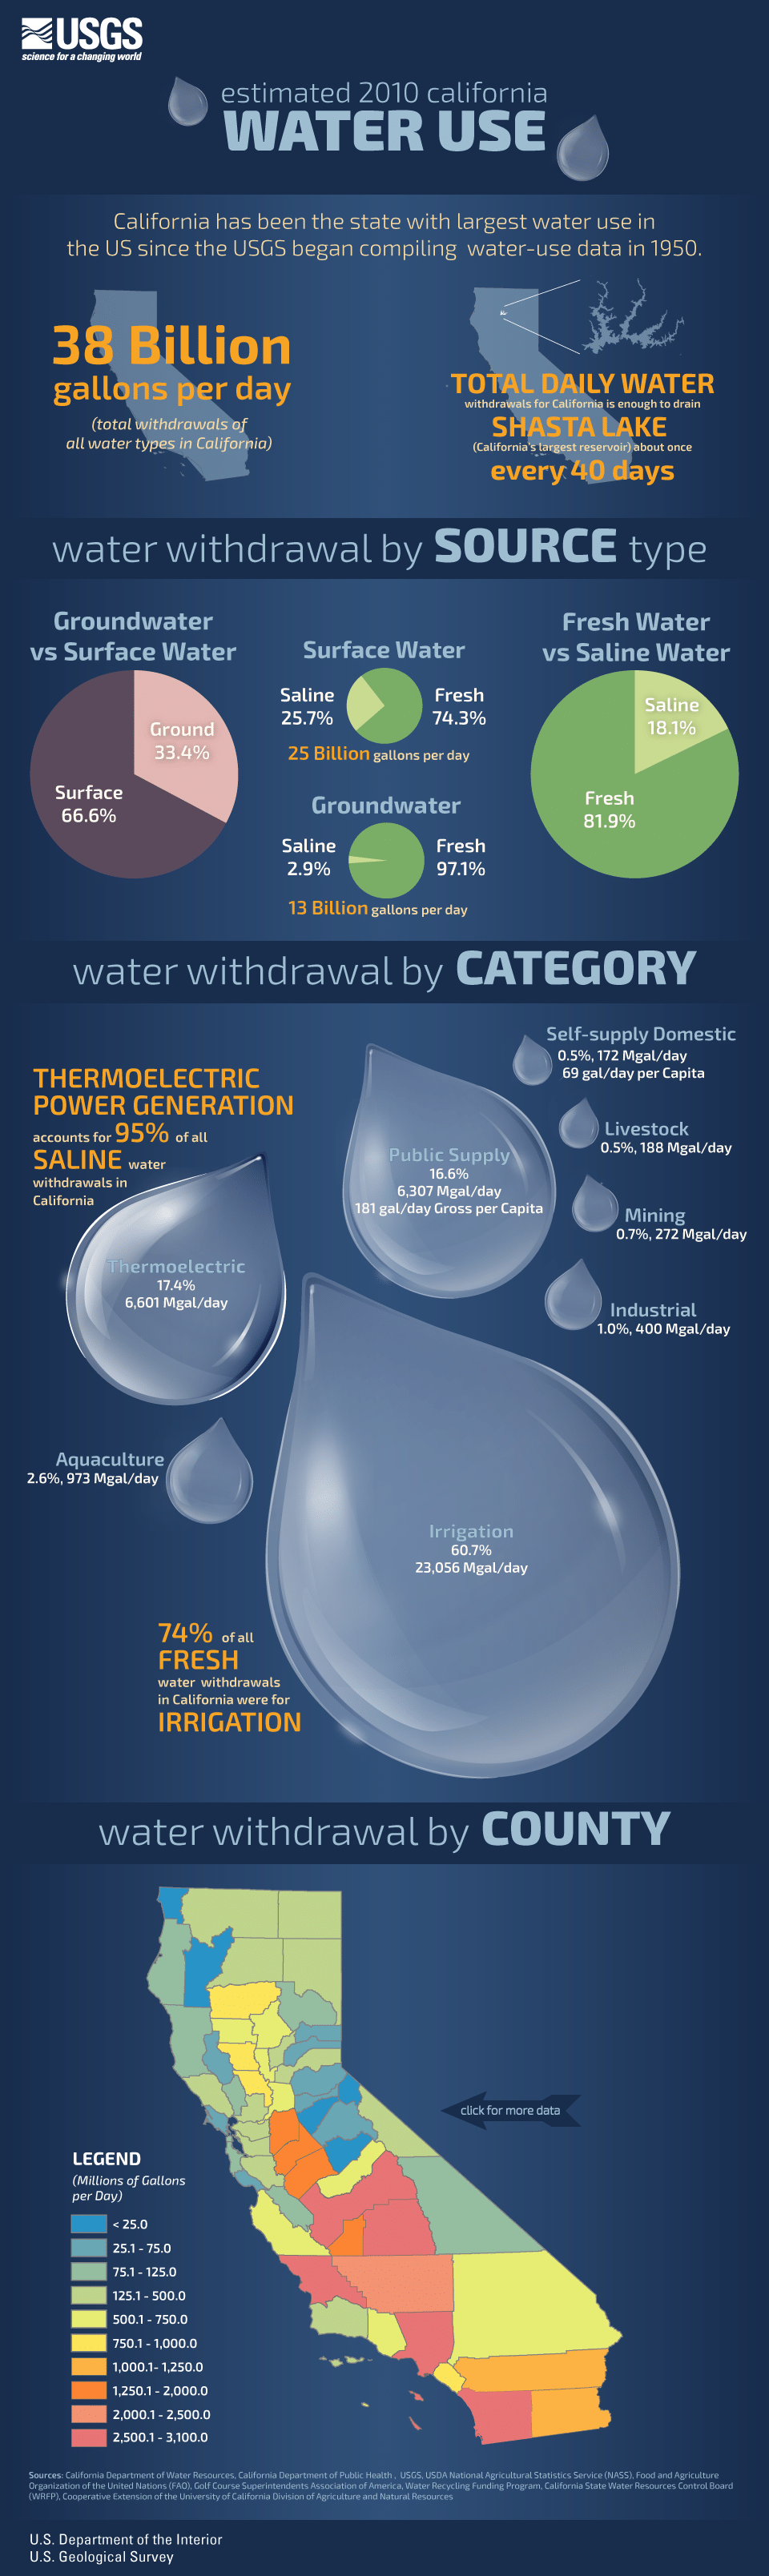 USGS
science for a changing world
estimated 2010 california
WATER USE
California has been the state with largest water use in
the US since the USGS began compiling water-use data in 1950.
38 Billion
gallons per day
(total withdrawals of
all water types in California)
TOTAL DAILY WATER
withdrawals for California is enough to drain
SHASTA LAKE
(California's largest reservoir) about once
every 40 days
water withdrawal by SOURCE type
Groundwater
vs Surface Water
Ground
33.4%
Surface
66.6%
Surface Water
Saline
25.7%
Fresh
74.3%
25 Billion gallons per day
Groundwater
Saline
2.9%
Fresh
97.1%
13 Billion gallons per day
Fresh Water
vs Saline Water
Saline
18.1%
Fresh
81.9%
water withdrawal by CATEGORY
THERMOELECTRIC
POWER GENERATION
accounts for 95% of all
SALINE water
withdrawals in
California
Self-supply Domestic
0.5%, 172 Mgal/day
69 gal/day per Capita
Livestock
0.5%, 188 Mgal/day
Public Supply
16.6%
6,307 Mgal/day
181 gal/day Gross per Capita
Mining
0.7%, 272 Mgal/day
Thermoelectric
17.4%
6,601 Mgal/day
Industrial
1.0%, 400 Mgal/day
Aquaculture
2.6%, 973 Mgal/day
Irrigation
60.7%
23,056 Mgal/day
74% of all
FRESH
water withdrawals
in California were for
IRRIGATION
water withdrawal by COUNTY
click for more data
LEGEND
(Millions of Gallons
per Day)
< 25.0
25.1 - 75.0
75.1 - 125.0
125.1 - 500.0
500.1 - 750.0
750.1 - 1,000.0
1,000.1- 1,250.0
1,250.1 - 2,000.0
2,000.1 - 2,500.0
2,500.1 - 3,100.0
Sources: California Department of Water Resources, California Department of Public Health , USGS, USDA National Agricultural Statistics Service (NASS), Food and Agriculture
Organization of the United Nations (FAO), Golf Course Superintendents Association of America, Water Recycling Funding Program, California State Water Resources Control Board
(WRFP), Cooperative Extension of the University of California Division of Agriculture and Natural Resources
U.S. Department of the Interior
U.S. Geological Survey